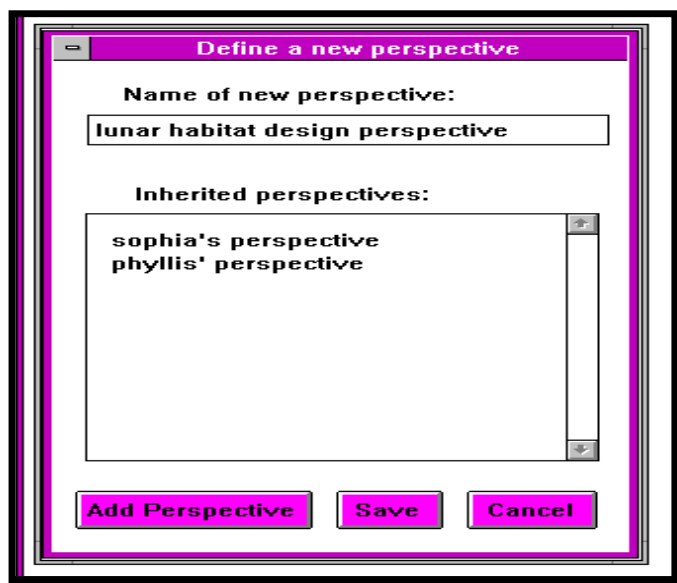 Define a new perspective
Name of new perspective:
lunar habitat design perspective
Inherited perspectives:
sophia's perspective
phyllis' perspective
Add Perspective Save Cancel